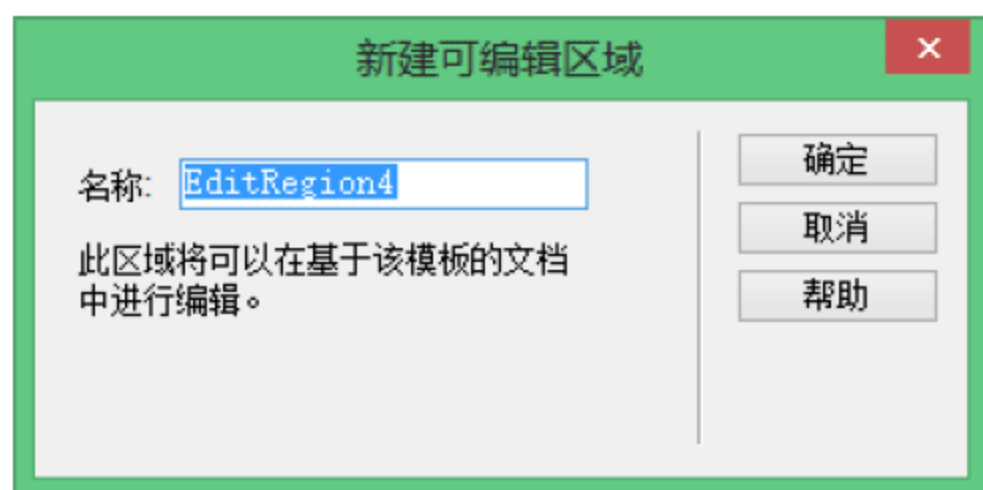 新建可编辑区域
×
名称: EditRegion4
此区域将可以在基于该模板的文档
中进行编辑。
确定
取消
帮助